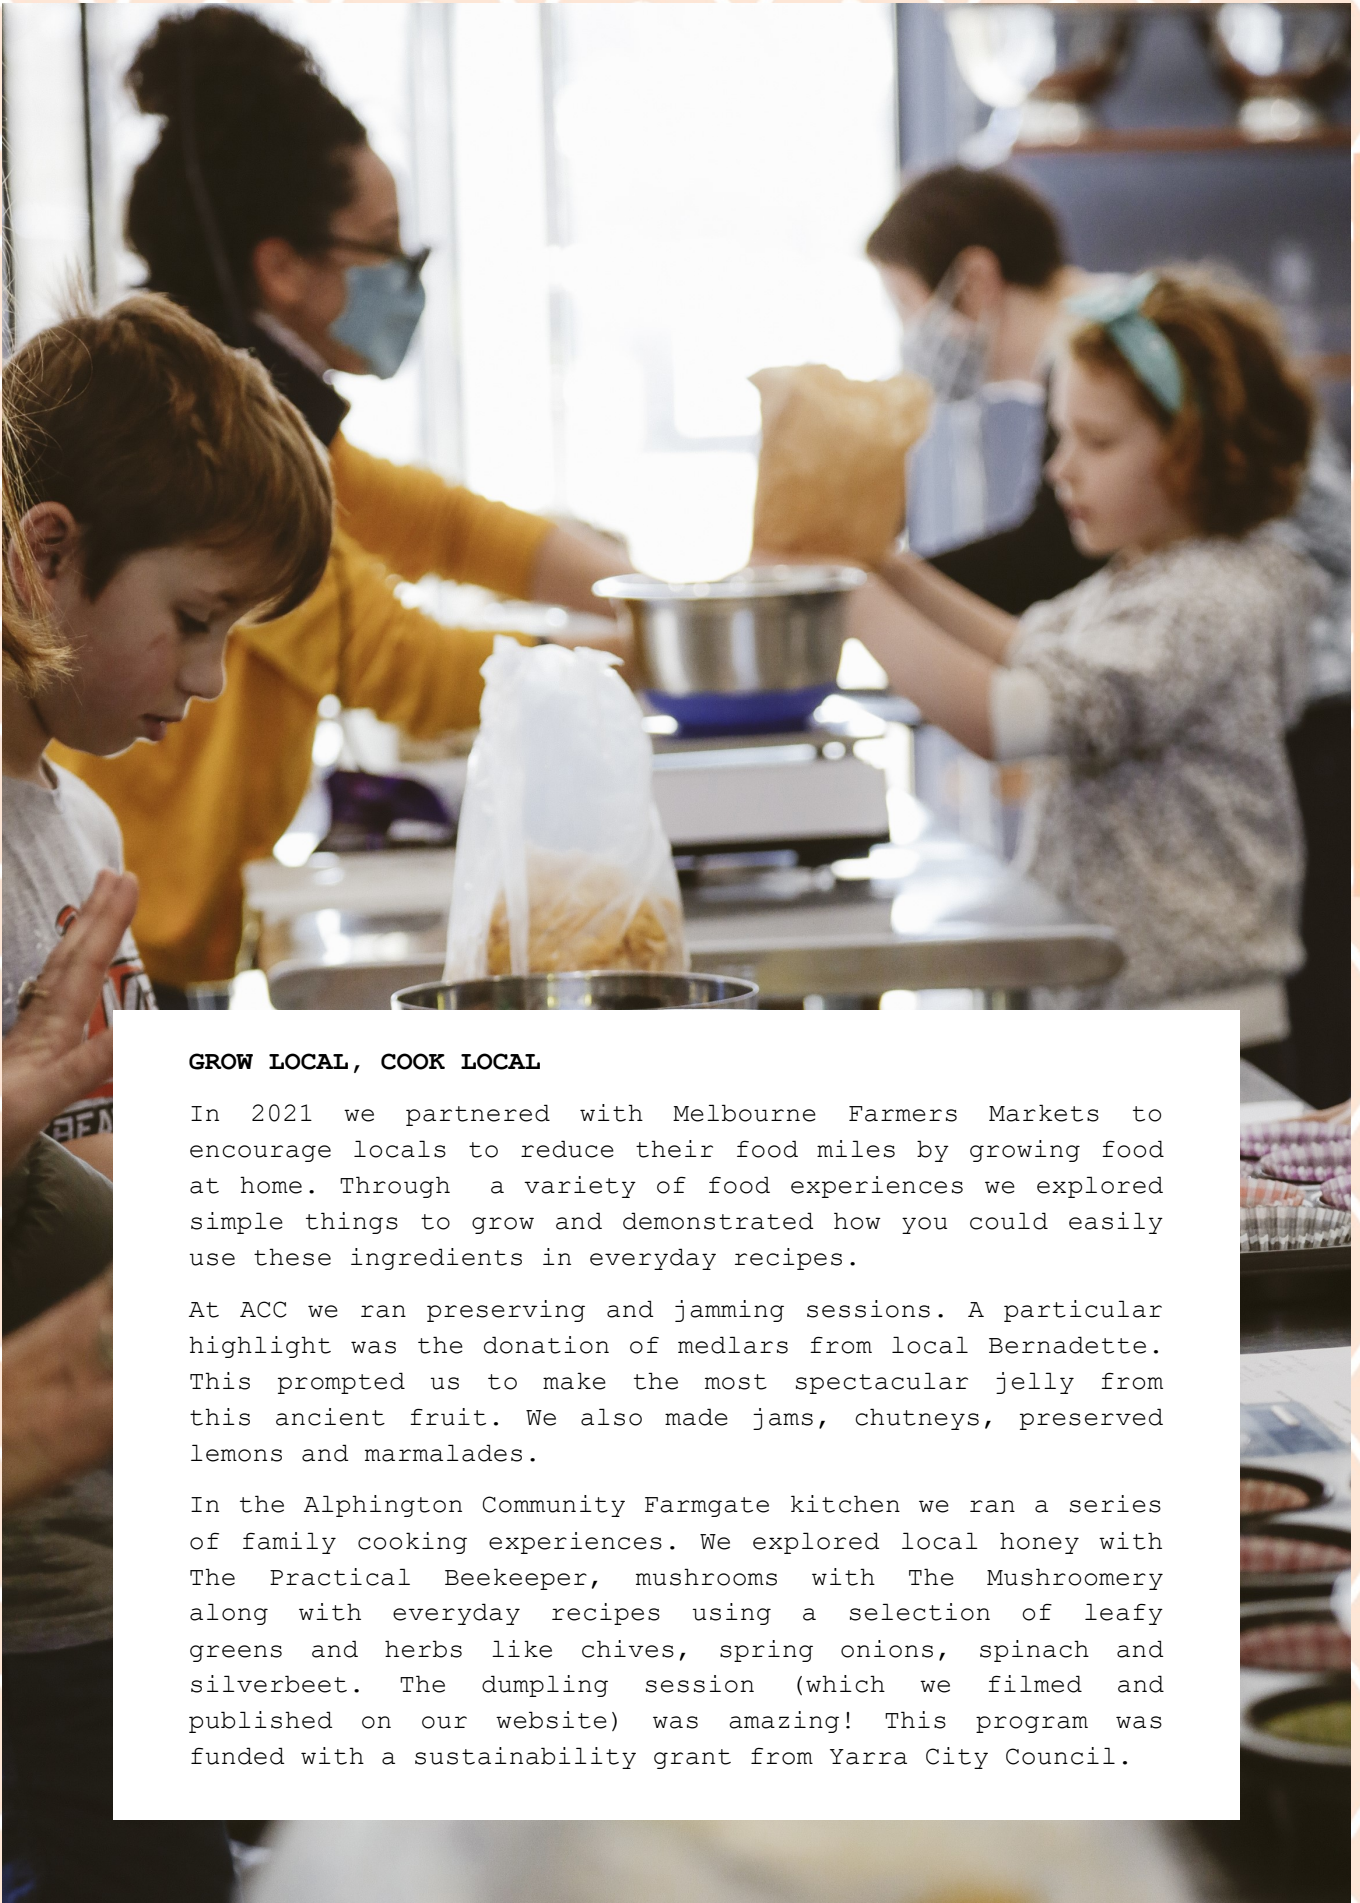 GROW LOCAL, COOK LOCAL
In 2021 we partnered with Melbourne Farmers Markets to
encourage locals to reduce their food miles by growing food
at home. Through a variety of food experiences we explored
simple things to grow and demonstrated how you could easily
use these ingredients in everyday recipes.
At ACC we ran preserving and jamming sessions. A particular
highlight was the donation of medlars from local Bernadette.
This prompted us to make the most spectacular jelly from
this ancient fruit. We also made jams, chutneys, preserved
lemons and marmalades.
In the Alphington Community Farmgate kitchen we ran a series
of family cooking experiences. We explored local honey with
The Practical Beekeeper, mushrooms with The Mushroomery
along with everyday recipes using a selection of leafy
greens and herbs like chives, spring onions, spinach and
silverbeet. The dumpling session (which we filmed and
published on our website) was amazing! This program was
funded with a sustainability grant from Yarra City Council.